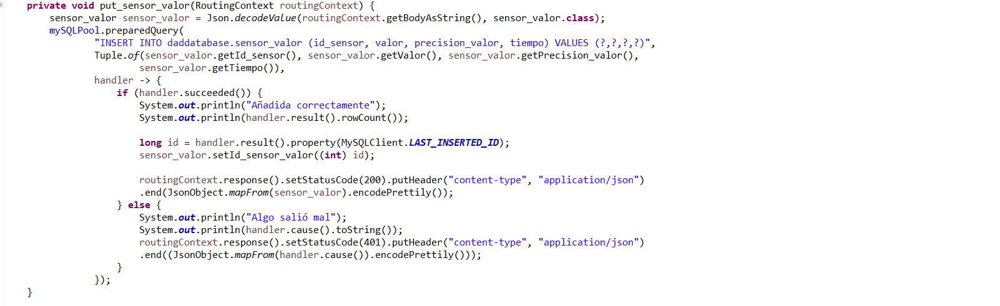 private void put_sensor_valor(RoutingContext routingContext) {
sensor_valor sensor_valor = Json.decodeValue(routingContext.getBodyAsString(), sensor_valor.class);
mySQLPool.preparedQuery(
"INSERT INTO daddatabase.sensor_valor (id_sensor, valor, precision_valor, tiempo) VALUES (?,?,?,?)",
Tuple.of(sensor_valor.getId_sensor(), sensor_valor.getValor(), sensor_valor.getPrecision_valor(),
sensor_valor.getTiempo()),
handler -> {
if (handler.succeeded()) {
System.out.println("Añadida correctamente");
System.out.println(handler.result().rowCount());
long id = handler.result().property(MySQLClient.LAST_INSERTED_ID);
sensor_valor.setId_sensor_valor((int) id);
routingContext.response().setStatusCode(200).putHeader("content-type", "application/json")
.end(JsonObject.mapFrom(sensor_valor).encodePrettily());
} else {
System.out.println("Algo salió mal");
System.out.println(handler.cause().toString());
routingContext.response().setStatusCode(401).putHeader("content-type", "application/json")
.end((JsonObject.mapFrom(handler.cause()).encodePrettily()));
}
});
}